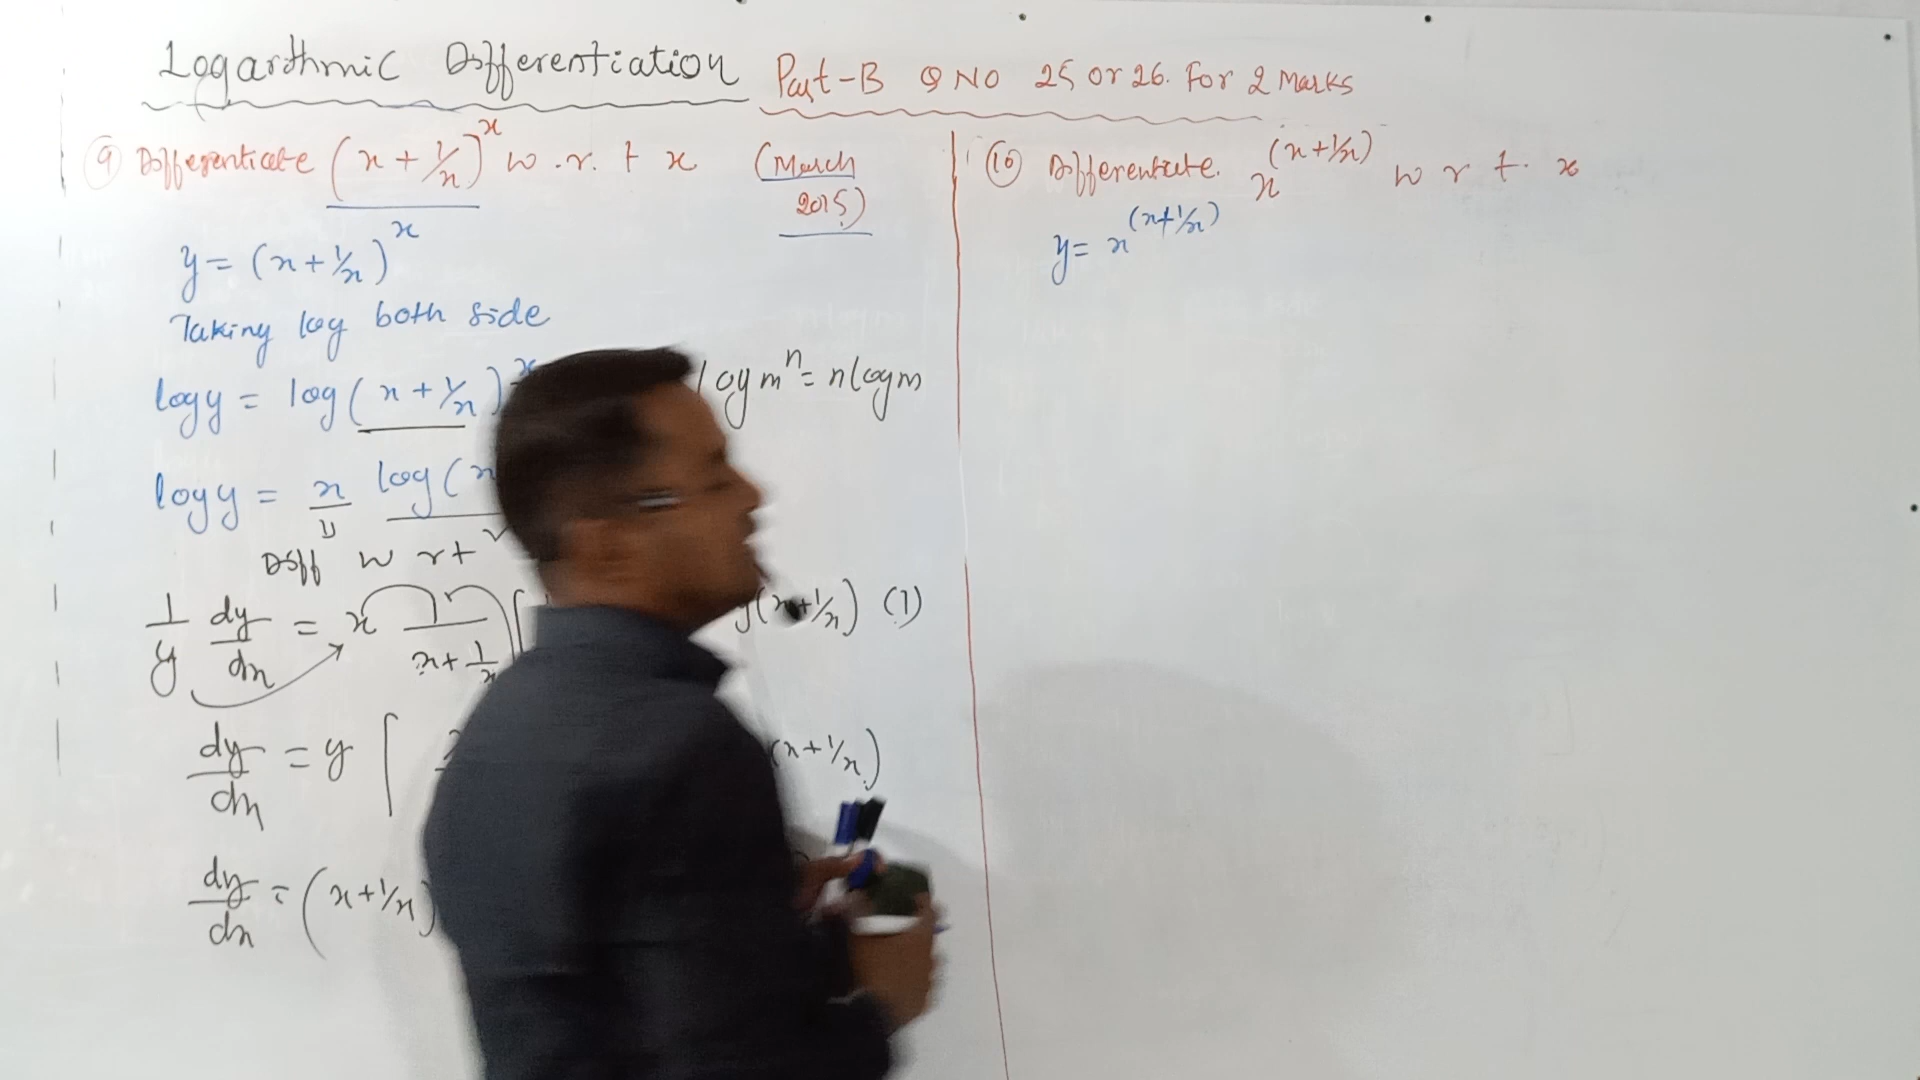 Logarithmic Differentiation Part-B Q NO 25 or 26. For 2 Marks
(9) Differentiate (x + 1/x)^x w.r.t x (March 2015)
y = (x + 1/x)^x
Taking log both side
log y = log(x + 1/x)^x
log m^n = n log m
log y = x log(x
u v
Diff w r t
1/y dy/dx = x 1/(x + 1/x) (x + 1/x) (1)
dy/dx = y [ (x + 1/x)
dy/dx = (x + 1/x)
(10) Differentiate. x^(x + 1/x) w r t. x
y = x^(x + 1/x)